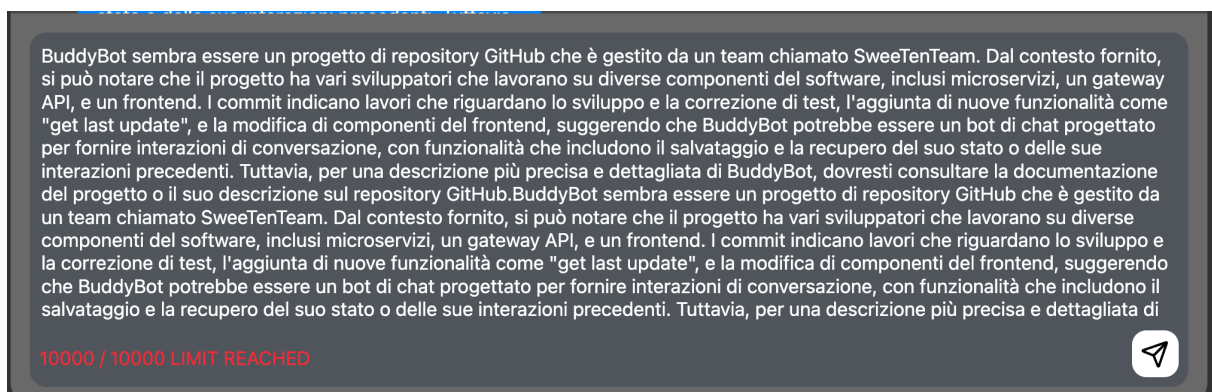 BuddyBot sembra essere un progetto di repository GitHub che è gestito da un team chiamato SweeTenTeam. Dal contesto fornito,
si può notare che il progetto ha vari sviluppatori che lavorano su diverse componenti del software, inclusi microservizi, un gateway
API, e un frontend. I commit indicano lavori che riguardano lo sviluppo e la correzione di test, l'aggiunta di nuove funzionalità come
"get last update", e la modifica di componenti del frontend, suggerendo che BuddyBot potrebbe essere un bot di chat progettato
per fornire interazioni di conversazione, con funzionalità che includono il salvataggio e la recupero del suo stato o delle sue
interazioni precedenti. Tuttavia, per una descrizione più precisa e dettagliata di BuddyBot, dovresti consultare la documentazione
del progetto o il suo descrizione sul repository GitHub.BuddyBot sembra essere un progetto di repository GitHub che è gestito da
un team chiamato SweeTenTeam. Dal contesto fornito, si può notare che il progetto ha vari sviluppatori che lavorano su diverse
componenti del software, inclusi microservizi, un gateway API, e un frontend. I commit indicano lavori che riguardano lo sviluppo e
la correzione di test, l'aggiunta di nuove funzionalità come "get last update", e la modifica di componenti del frontend, suggerendo
che BuddyBot potrebbe essere un bot di chat progettato per fornire interazioni di conversazione, con funzionalità che includono il
salvataggio e la recupero del suo stato o delle sue interazioni precedenti. Tuttavia, per una descrizione più precisa e dettagliata di
10000 / 10000 LIMIT REACHED